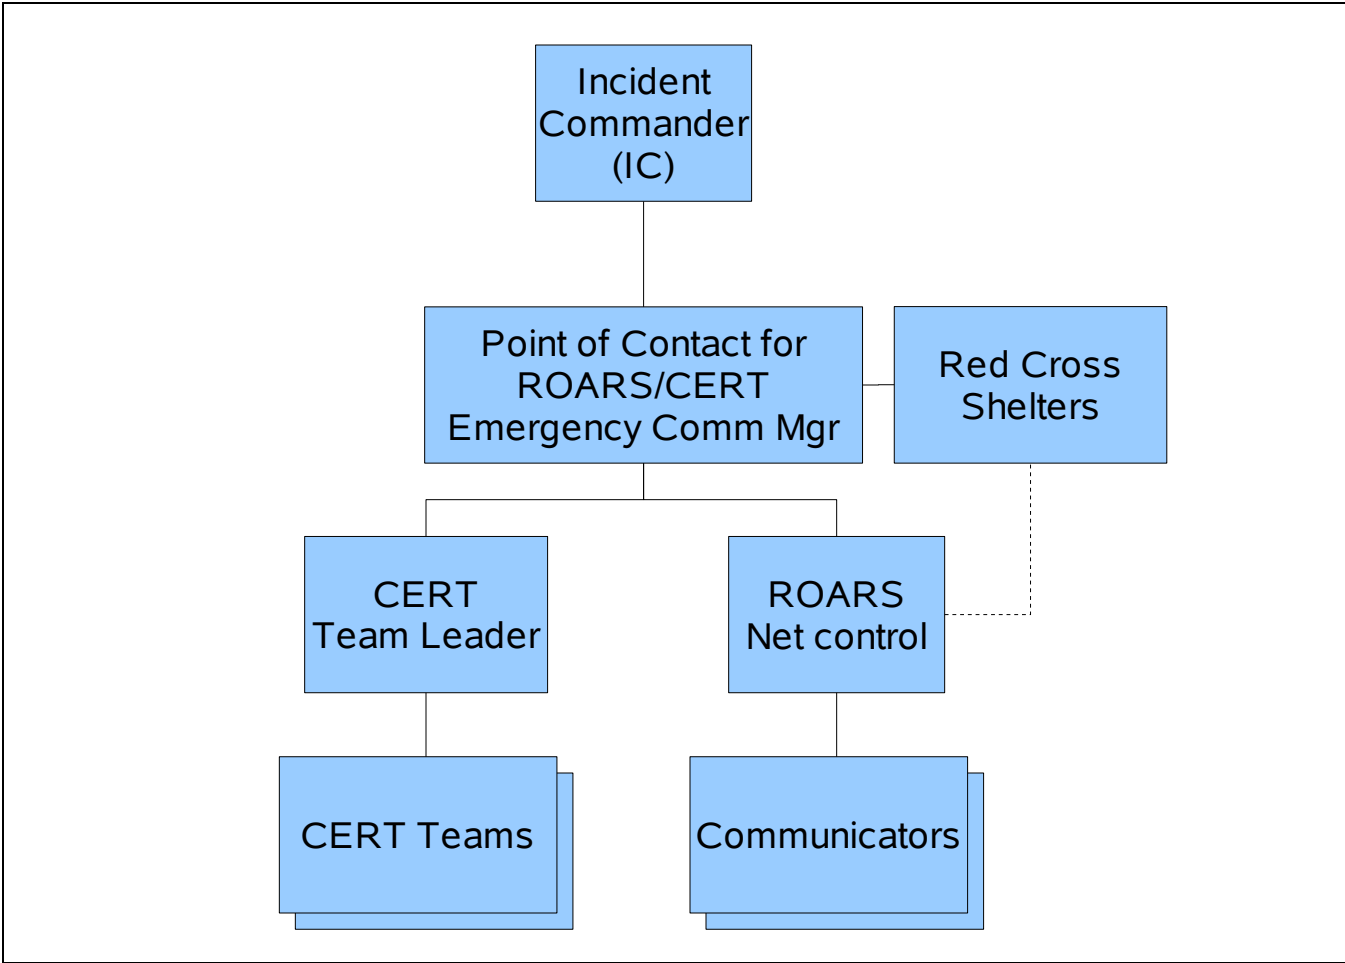 Incident
Commander
(IC)
Point of Contact for
ROARS/CERT
Emergency Comm Mgr
Red Cross
Shelters
CERT
Team Leader
ROARS
Net control
CERT Teams
Communicators